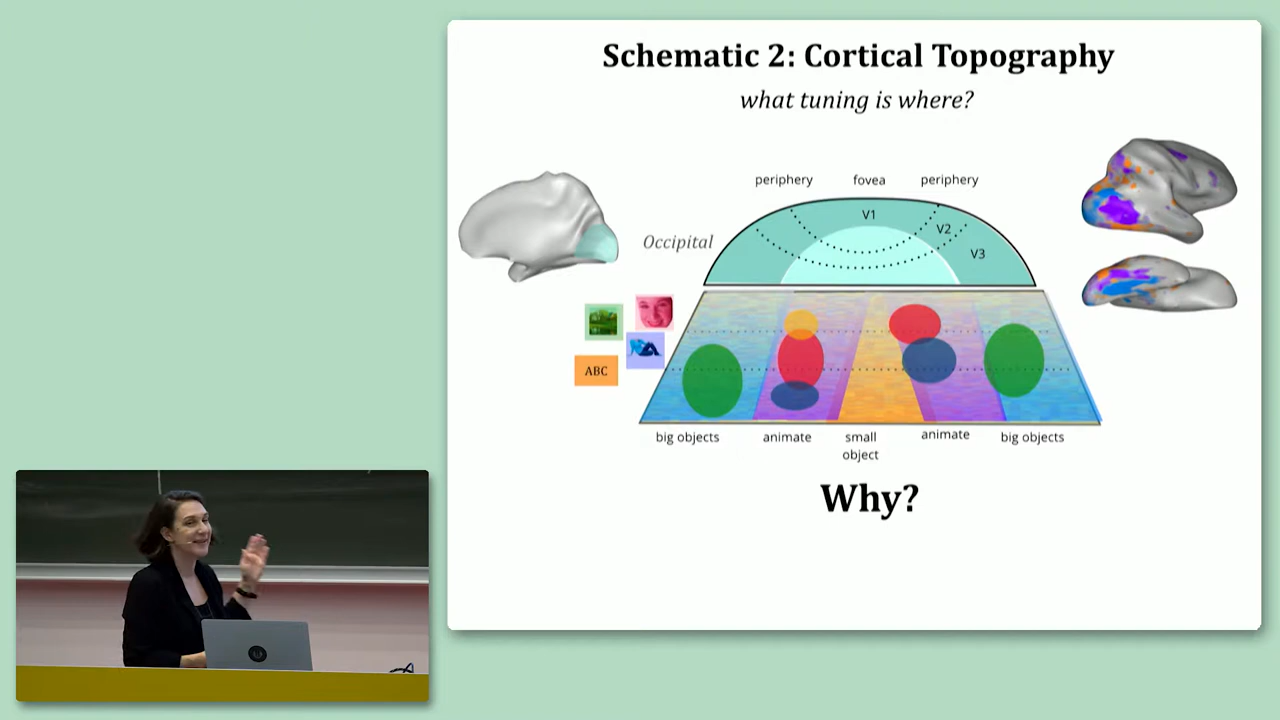 Schematic 2: Cortical Topography
what tuning is where?
periphery
fovea
periphery
V1
V2
V3
Occipital
ABC
big objects
animate
small
object
animate
big objects
Why?